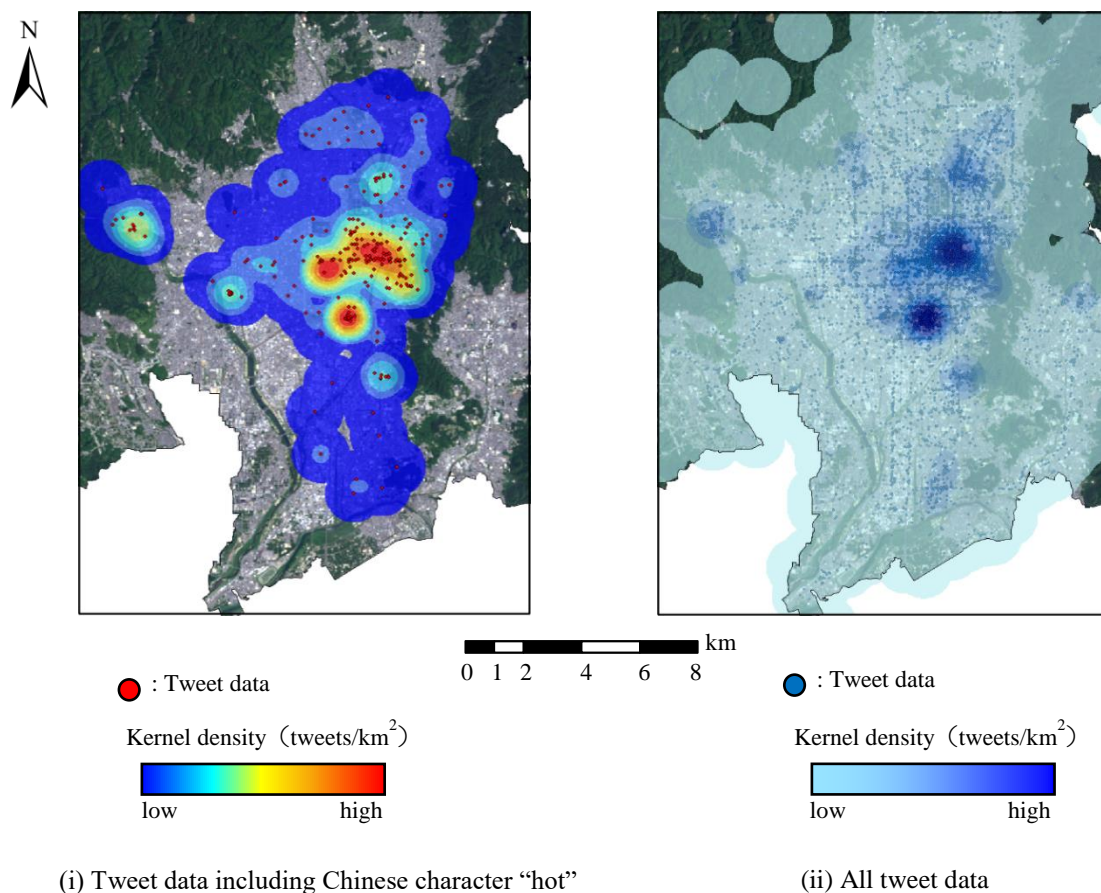 N
km
0 1 2 4 6 8
: Tweet data
: Tweet data
Kernel density（tweets/km2）
Kernel density（tweets/km2）
low high
low high
(i) Tweet data including Chinese character “hot”
(ii) All tweet data